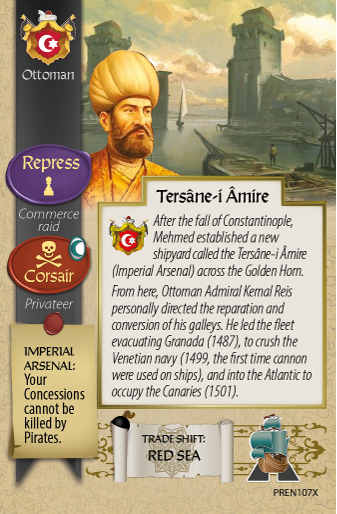 Ottoman
Repress
Commerce
raid
Corsair
Privateer
IMPERIAL
ARSENAL:
Your
Concessions
cannot be
killed by
Pirates.
Tersâne-i Âmire
After the fall of Constantinople,
Mehmed established a new
shipyard called the Tersâne-i Âmire
(Imperial Arsenal) across the Golden Horn.
From here, Ottoman Admiral Kemal Reis
personally directed the reparation and
conversion of his galleys. He led the fleet
evacuating Granada (1487), to crush the
Venetian navy (1499, the first time cannon
were used on ships), and into the Atlantic to
occupy the Canaries (1501).
TRADE SHIFT:
RED SEA
PREN107X